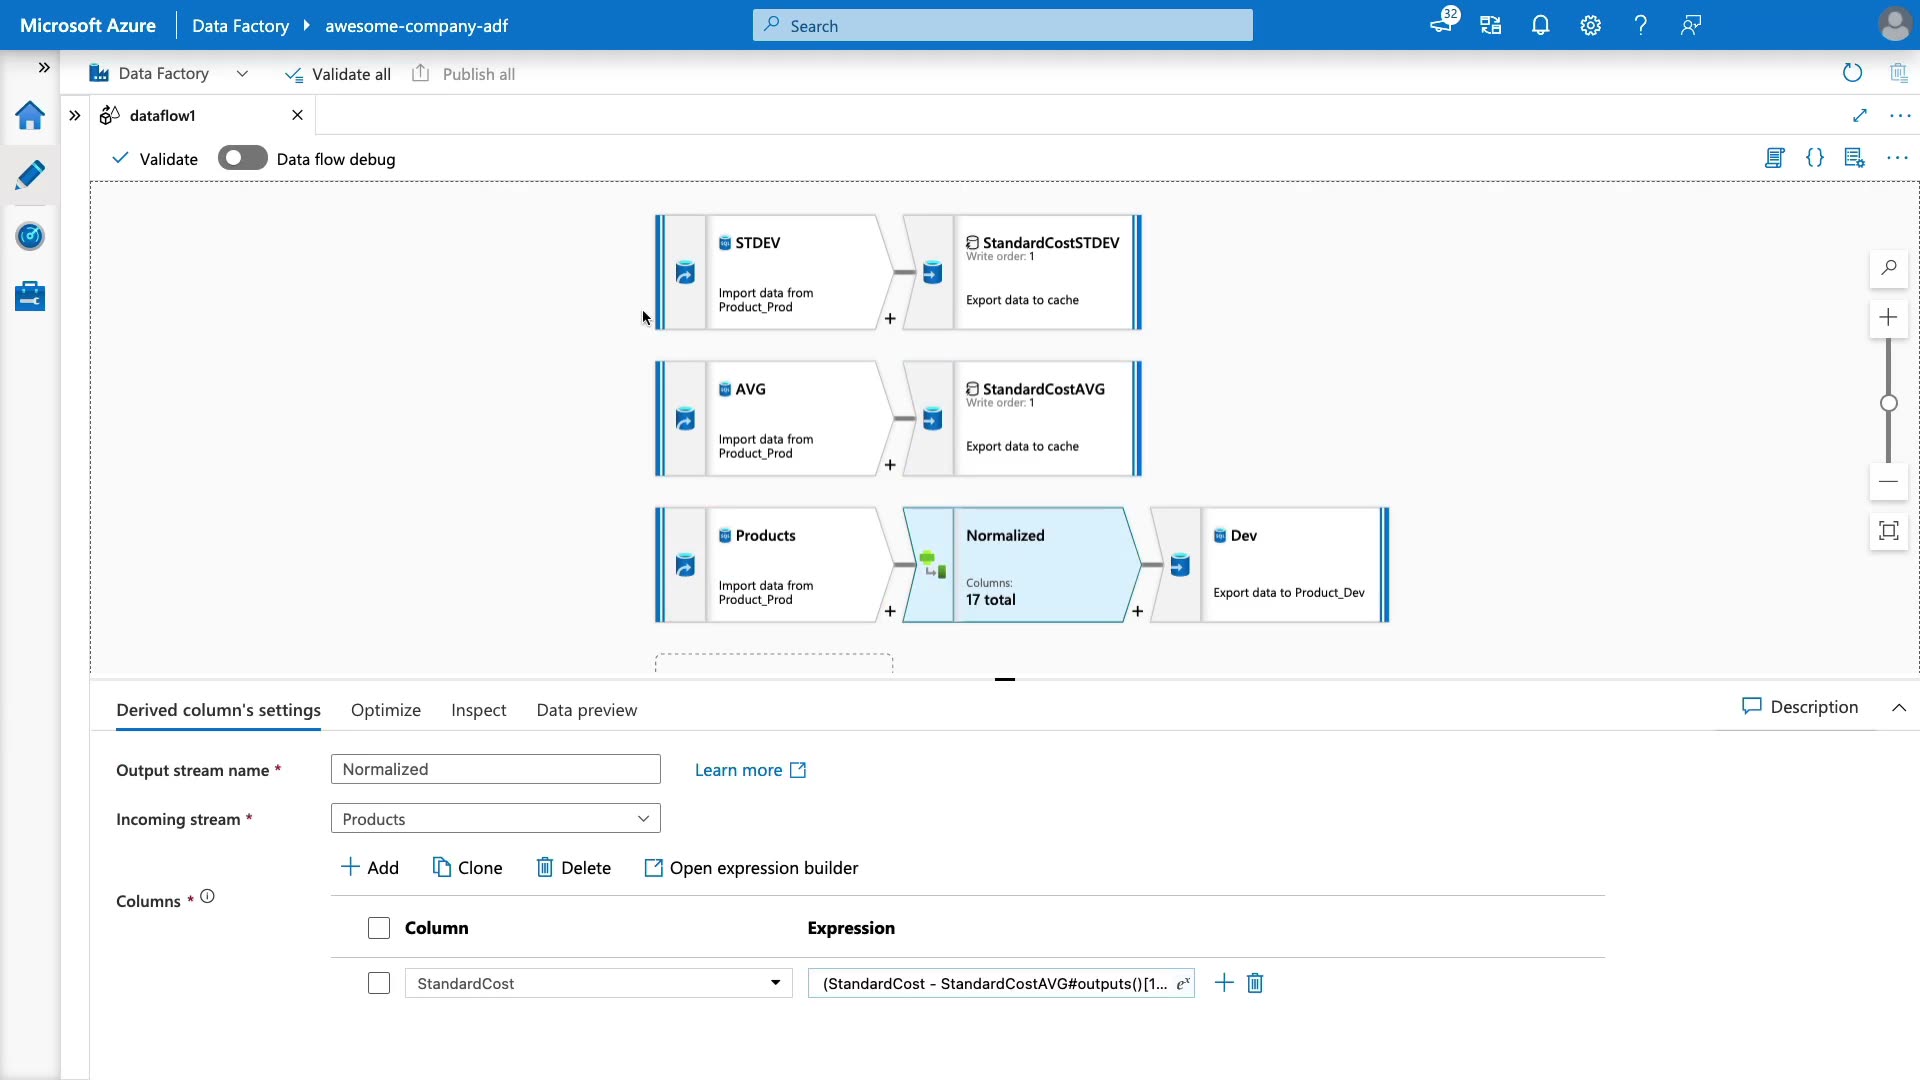 Microsoft Azure
Data Factory
awesome-company-adf
Search
32
Data Factory
Validate all
Publish all
dataflow1
Validate
Data flow debug
STDEV
Import data from
Product_Prod
StandardCostSTDEV
Write order: 1
Export data to cache
AVG
Import data from
Product_Prod
StandardCostAVG
Write order: 1
Export data to cache
Products
Import data from
Product_Prod
Normalized
Columns:
17 total
Dev
Export data to Product_Dev
Derived column's settings
Optimize
Inspect
Data preview
Description
Output stream name *
Normalized
Learn more
Incoming stream *
Products
Add
Clone
Delete
Open expression builder
Columns *
Column
Expression
StandardCost
(StandardCost - StandardCostAVG#outputs()[1...